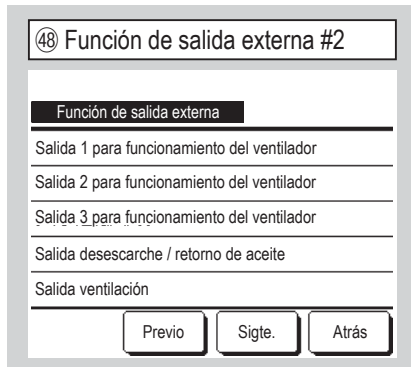 ㊽ Función de salida externa #2
Función de salida externa
Salida 1 para funcionamiento del ventilador
Salida 2 para funcionamiento del ventilador
Salida 3 para funcionamiento del ventilador
Salida desescarche / retorno de aceite
Salida ventilación
Previo Sigte. Atrás